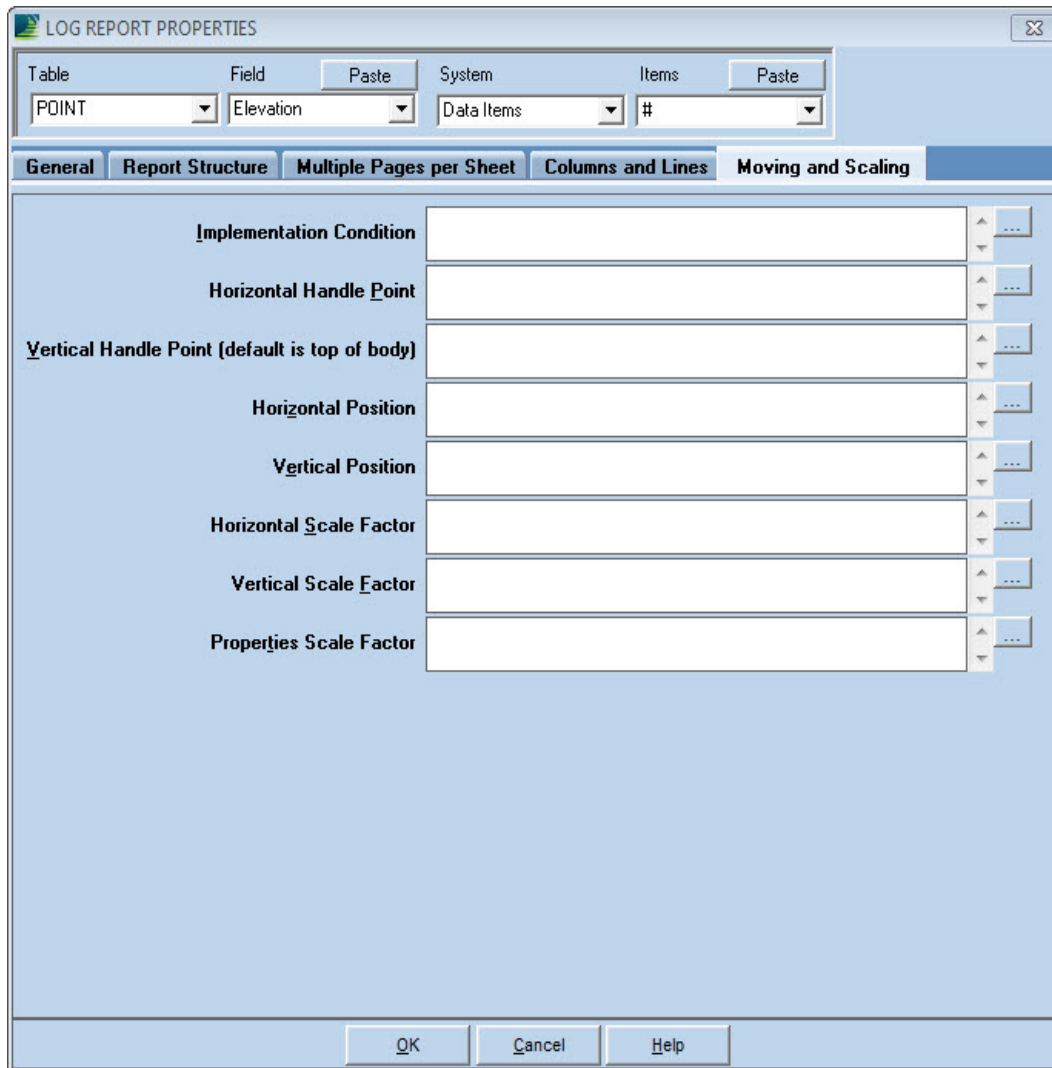 LOG REPORT PROPERTIES
Table Field Paste System Items Paste
POINT Elevation Data Items #
General Report Structure Multiple Pages per Sheet Columns and Lines Moving and Scaling
Implementation Condition ...
Horizontal Handle Point ...
Vertical Handle Point (default is top of body) ...
Horizontal Position ...
Vertical Position ...
Horizontal Scale Factor ...
Vertical Scale Factor ...
Properties Scale Factor ...
OK Cancel Help